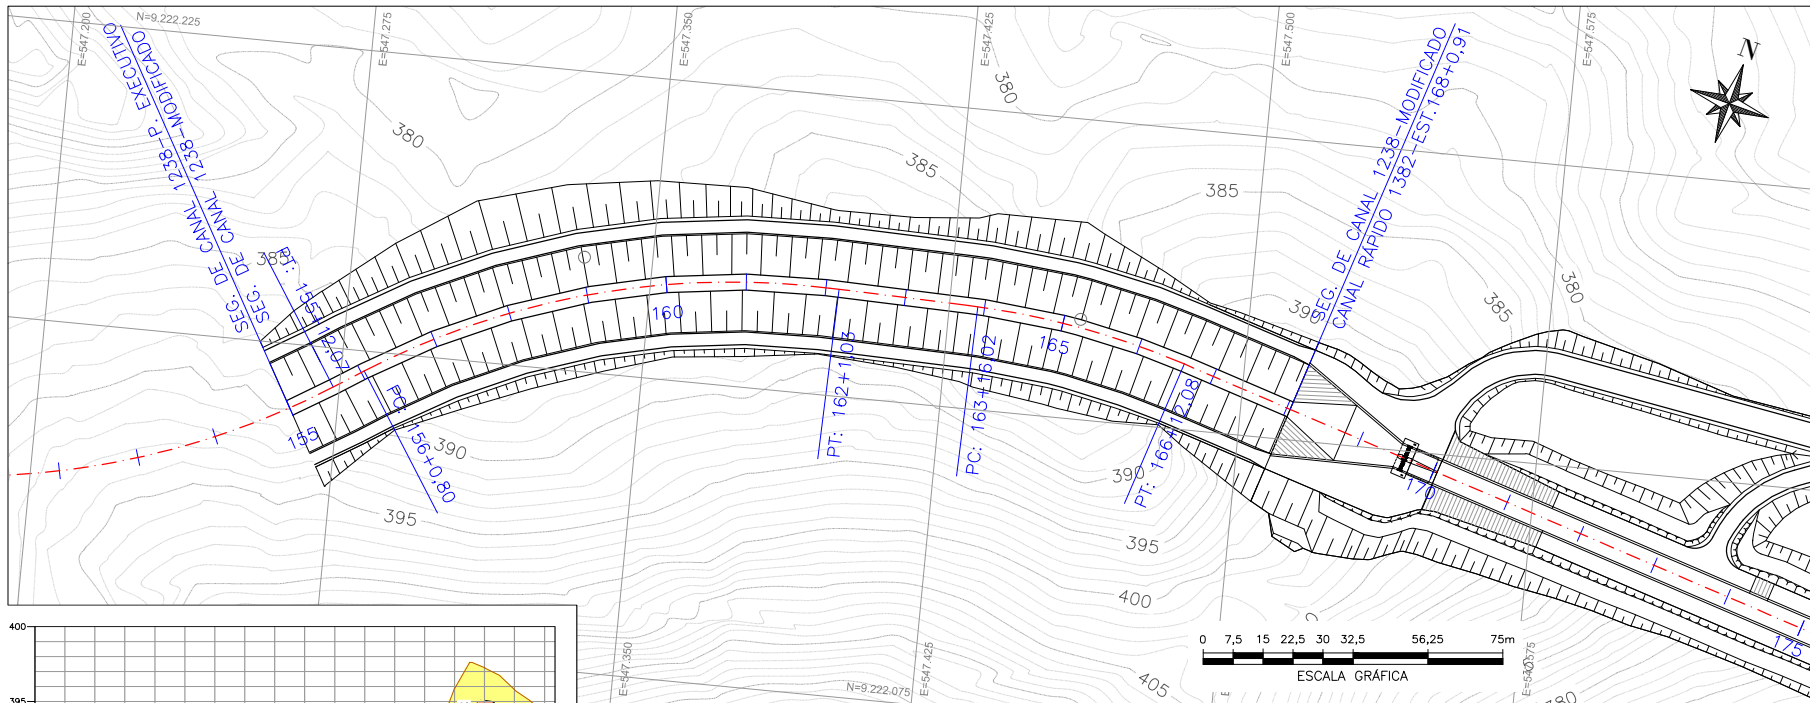 N=9.222.225
E=547.200
E=547.275
E=547.350
E=547.425
E=547.500
E=547.575
N
SEG. DE CANAL 1238-P. EXECUTIVO
SEG. DE CANAL 1238-MODIFICADO
SEG. DE CANAL 1238-MODIFICADO
CANAL RÁPIDO 1382-EST.168+0,91
380
380
385
385
385
390
385
380
PT: 155+12,07
155
PC: 156+0,80
160
PT: 162+1,03
PC: 163+16,02
165
PT: 166+12,08
170
175
390
395
390
395
400
405
380
0 7,5 15 22,5 30 32,5 56,25 75m
ESCALA GRÁFICA
E=547.350
E=547.425
N=9.222.075
400
395